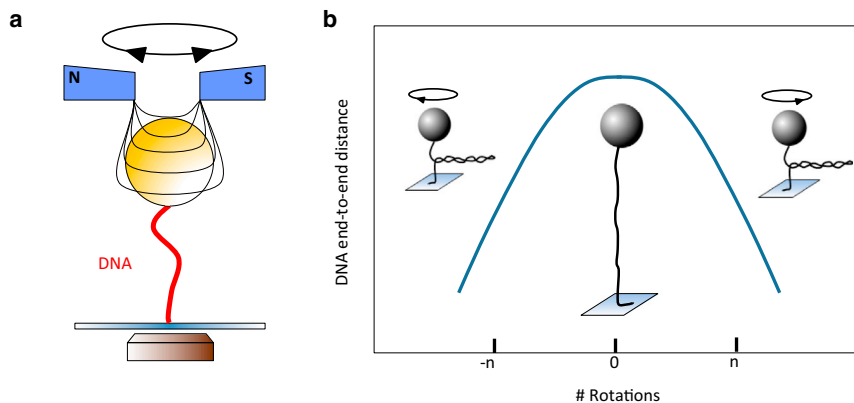 a
N
S
DNA
b
DNA end-to-end distance
-n
0
n
# Rotations